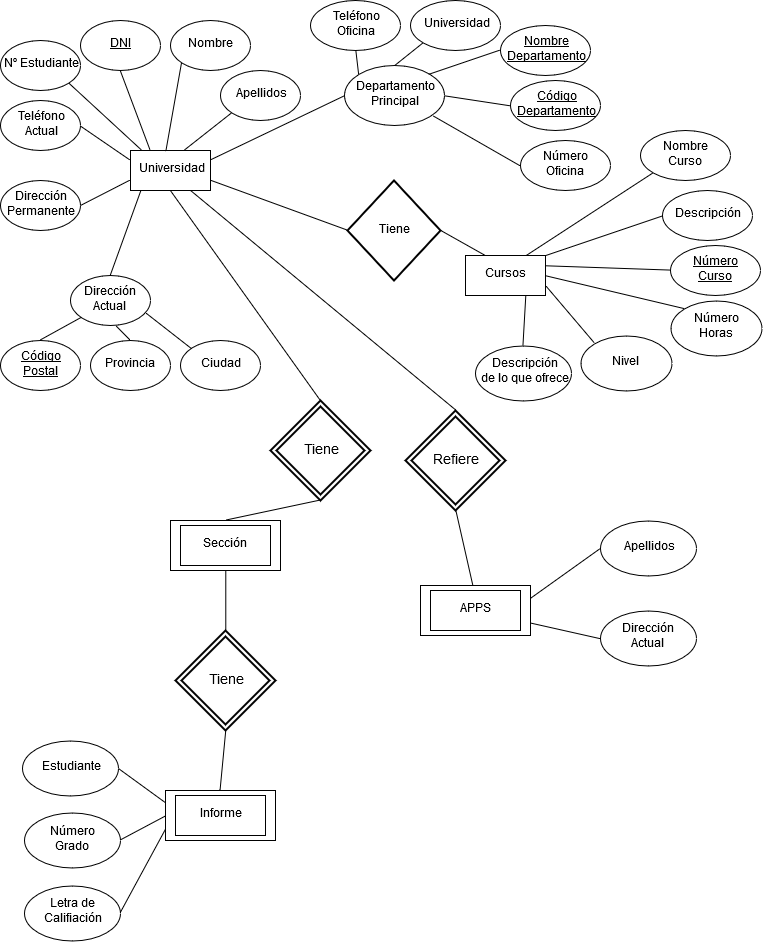 Teléfono
Oficina
Universidad
DNI
Nombre
Nombre
Departamento
Nº Estudiante
Apellidos
Departamento
Principal
Código
Departamento
Teléfono
Actual
Universidad
Número
Oficina
Nombre
Curso
Dirección
Permanente
Tiene
Descripción
Cursos
Número
Curso
Dirección
Actual
Número
Horas
Código
Postal
Provincia
Ciudad
Descripción
de lo que ofrece
Nivel
Tiene
Refiere
Sección
Apellidos
APPS
Dirección
Actual
Tiene
Estudiante
Informe
Número
Grado
Letra de
Califiación